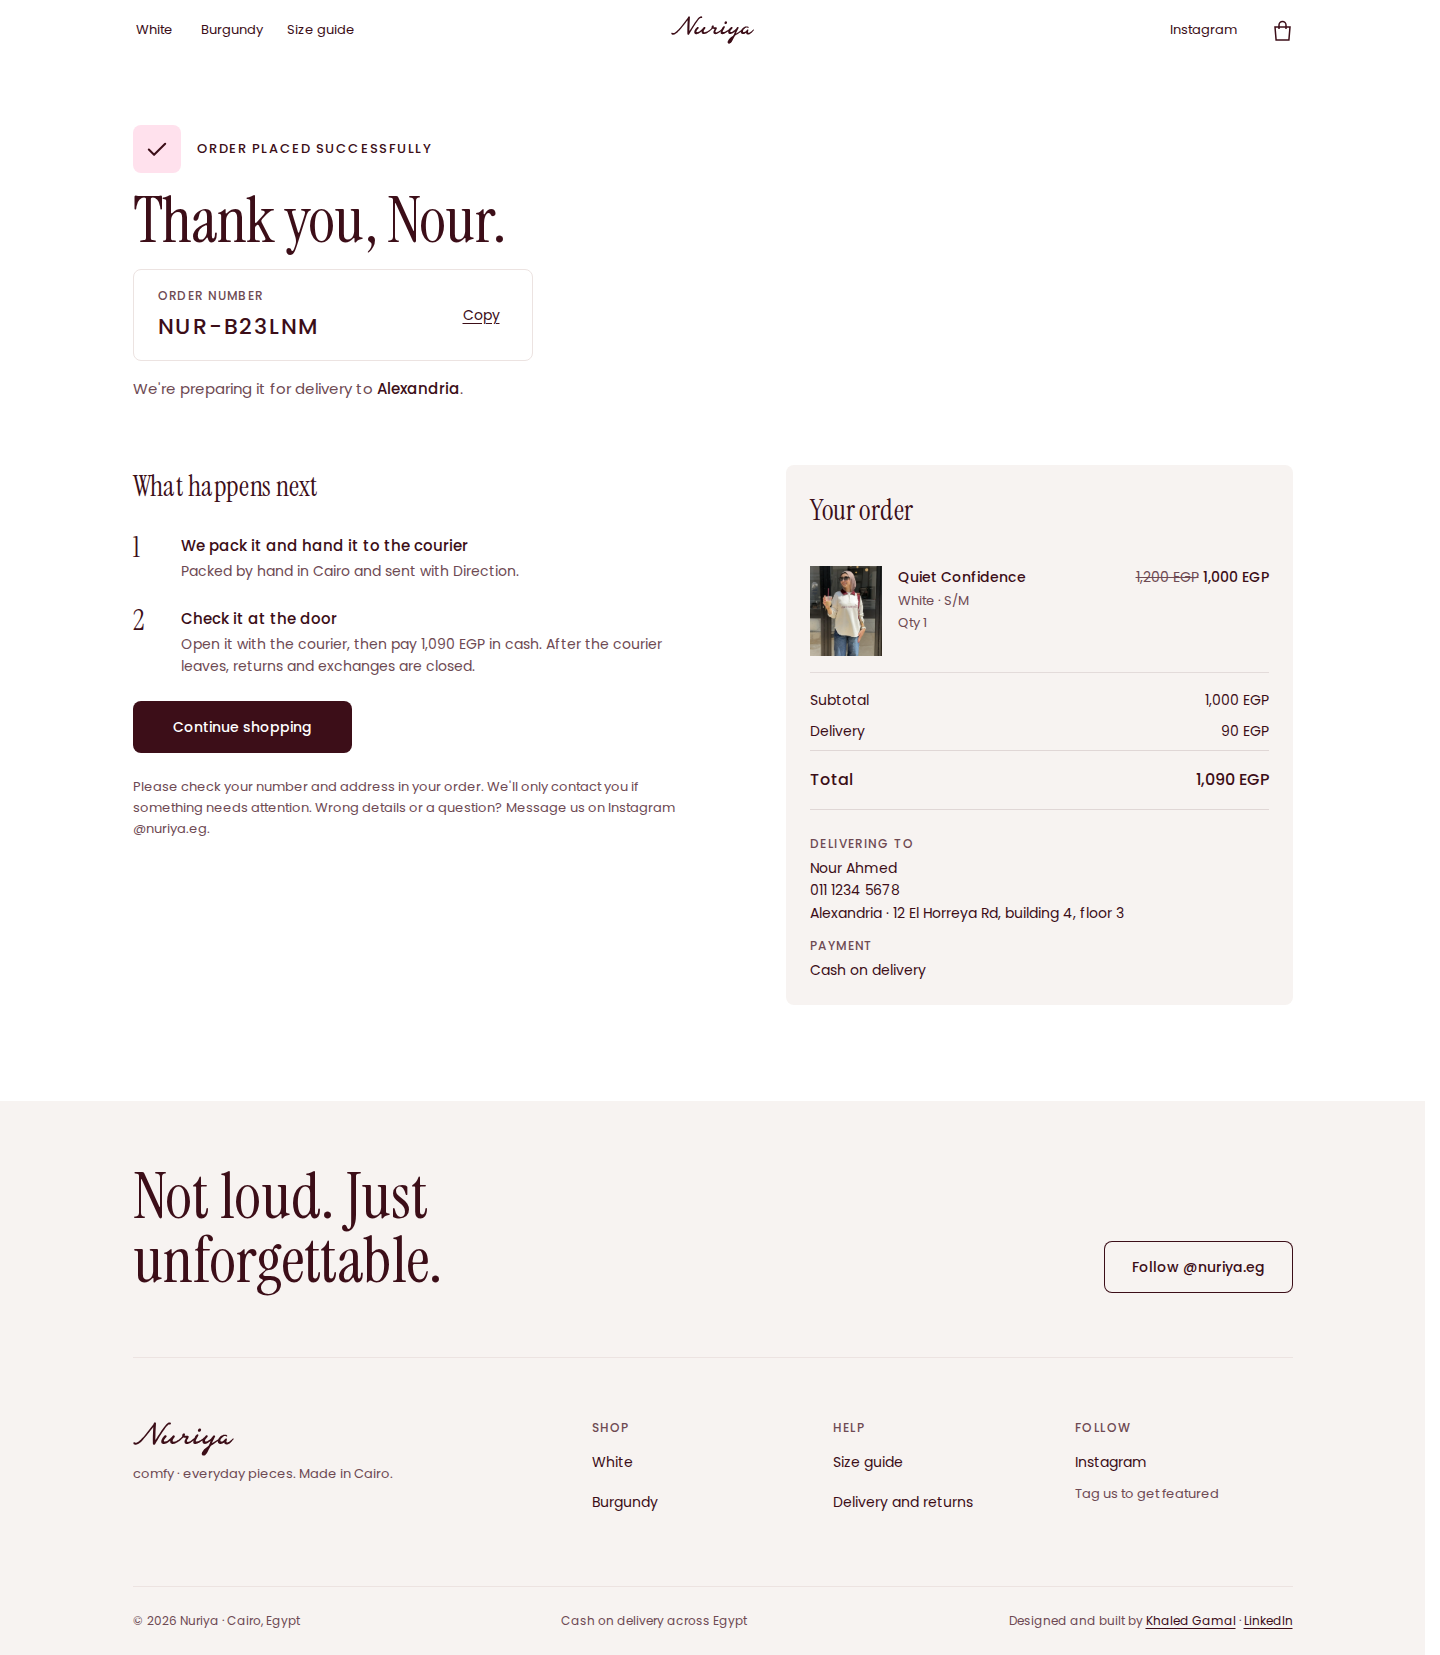 White Burgundy Size guide Nuriya Instagram
ORDER PLACED SUCCESSFULLY
Thank you, Nour.
ORDER NUMBER
NUR-B23LNM
Copy
We're preparing it for delivery to Alexandria.
What happens next
1
We pack it and hand it to the courier
Packed by hand in Cairo and sent with Direction.
2
Check it at the door
Open it with the courier, then pay 1,090 EGP in cash. After the courier
leaves, returns and exchanges are closed.
Continue shopping
Please check your number and address in your order. We'll only contact you if
something needs attention. Wrong details or a question? Message us on Instagram
@nuriya.eg.
Your order
Quiet Confidence 1,200 EGP 1,000 EGP
White · S/M
Qty 1
Subtotal 1,000 EGP
Delivery 90 EGP
Total 1,090 EGP
DELIVERING TO
Nour Ahmed
011 1234 5678
Alexandria · 12 El Horreya Rd, building 4, floor 3
PAYMENT
Cash on delivery
Not loud. Just
unforgettable.
Follow @nuriya.eg
Nuriya
comfy · everyday pieces. Made in Cairo.
SHOP
White
Burgundy
HELP
Size guide
Delivery and returns
FOLLOW
Instagram
Tag us to get featured
© 2026 Nuriya · Cairo, Egypt
Cash on delivery across Egypt
Designed and built by Khaled Gamal · LinkedIn